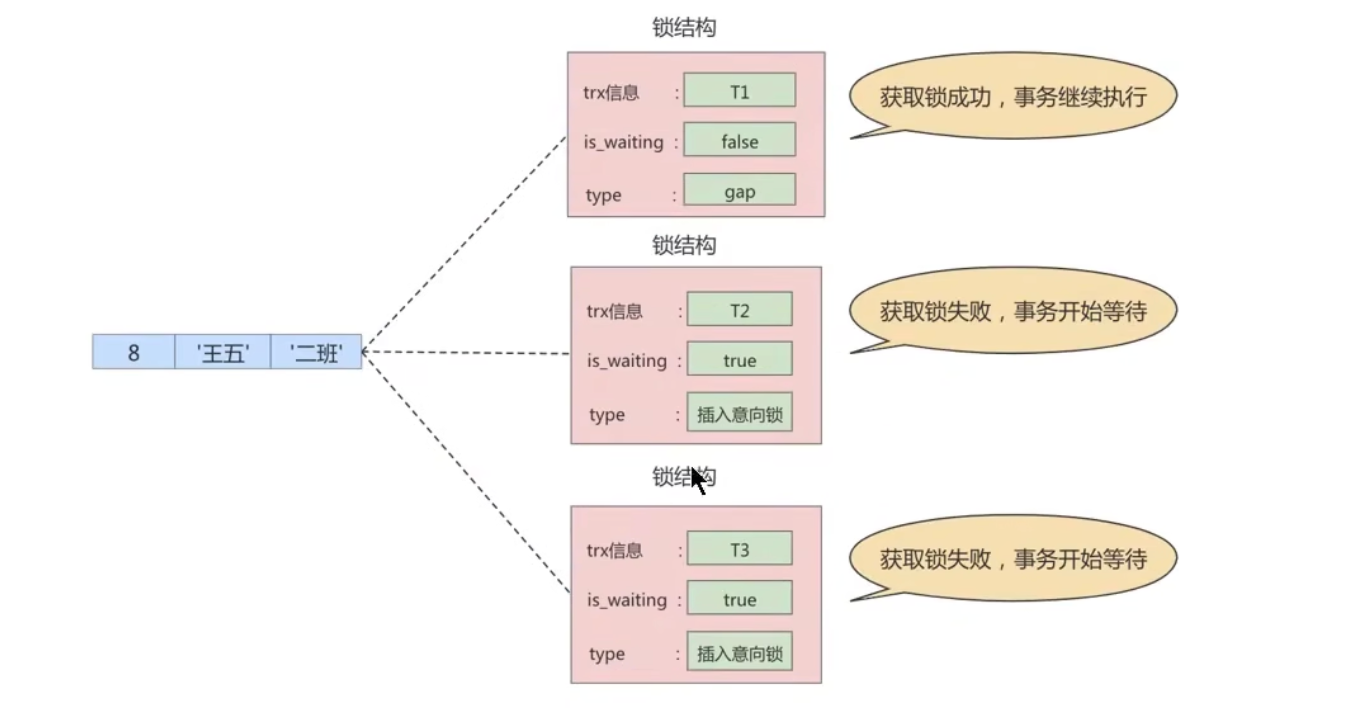 锁结构
trx信息 : T1
is_waiting : false
type : gap
获取锁成功，事务继续执行
锁结构
trx信息 : T2
is_waiting : true
type : 插入意向锁
获取锁失败，事务开始等待
8 '王五' '二班'
锁结构
trx信息 : T3
is_waiting : true
type : 插入意向锁
获取锁失败，事务开始等待